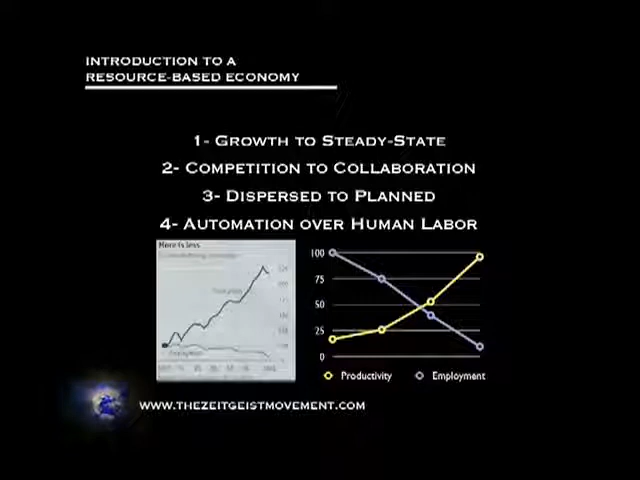 INTRODUCTION TO A
RESOURCE-BASED ECONOMY
1- GROWTH TO STEADY-STATE
2- COMPETITION TO COLLABORATION
3- DISPERSED TO PLANNED
4- AUTOMATION OVER HUMAN LABOR
More is less
100
75
50
25
0
Productivity
Employment
WWW.THEZEITGEISTMOVEMENT.COM